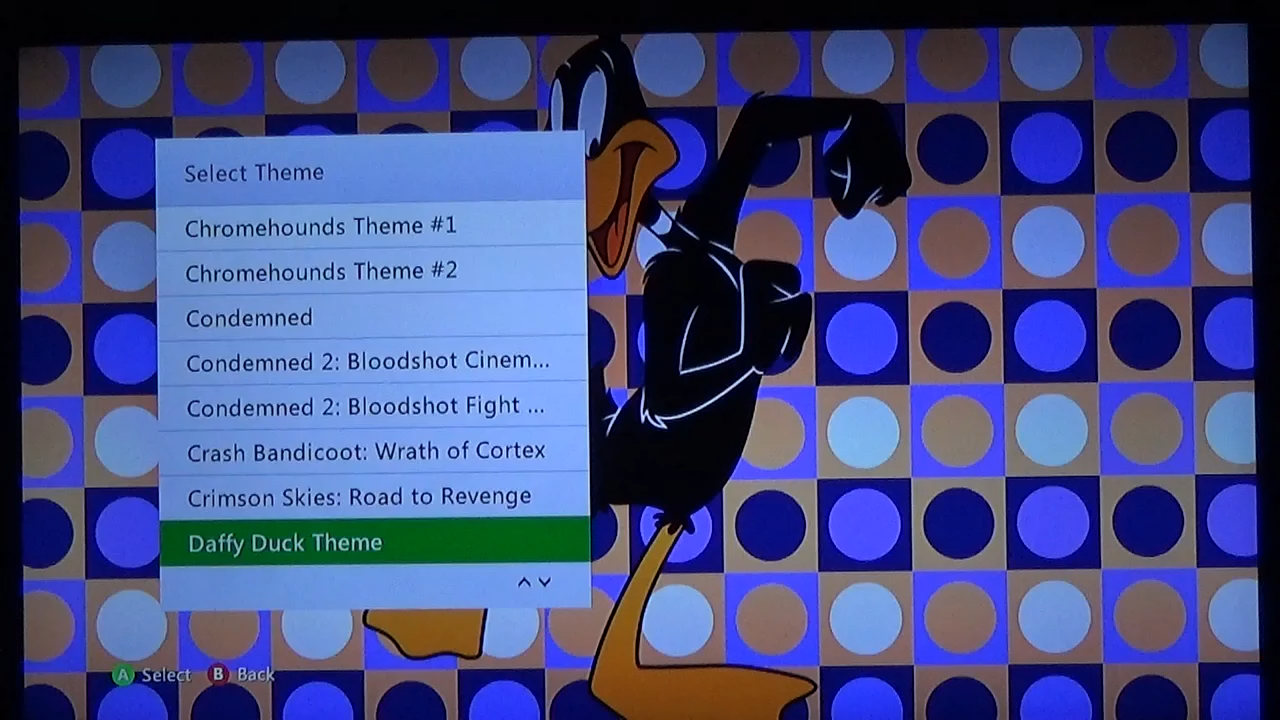 Select Theme
Chromehounds Theme #1
Chromehounds Theme #2
Condemned
Condemned 2: Bloodshot Cinem...
Condemned 2: Bloodshot Fight ...
Crash Bandicoot: Wrath of Cortex
Crimson Skies: Road to Revenge
Daffy Duck Theme
A Select B Back